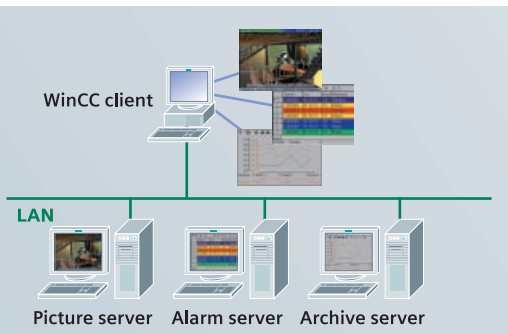 WinCC client
LAN
Picture server
Alarm server
Archive server